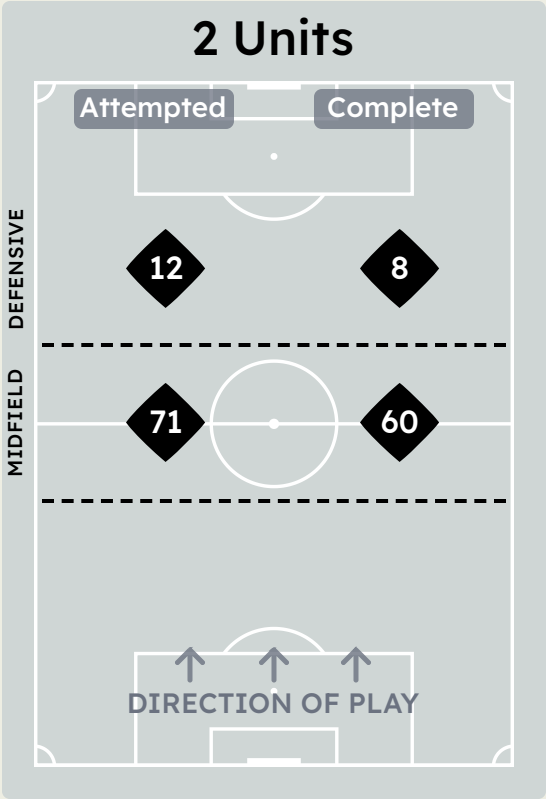 2 Units
Attempted Complete
DEFENSIVE
12 8
MIDFIELD
71 60
DIRECTION OF PLAY